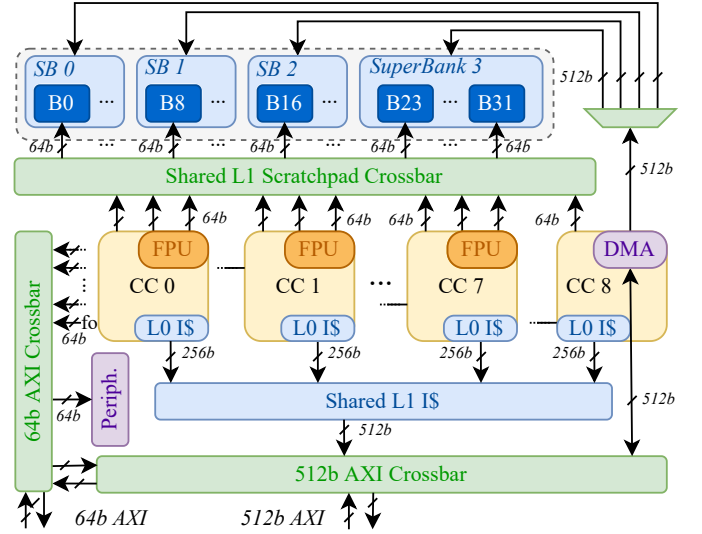 SB 0
SB 1
SB 2
SuperBank 3
512b
B0 ...
B8 ...
B16 ...
B23 ... B31
64b ... 64b ... 64b ... 64b ... 64b
Shared L1 Scratchpad Crossbar
512b
64b 64b 64b 64b
FPU FPU FPU DMA
CC 0 CC 1 ... CC 7 CC 8
64b AXI Crossbar
...
fo
64b
L0 I$ L0 I$ L0 I$ L0 I$
256b 256b 256b 256b
Periph.
64b
Shared L1 I$
512b
512b
512b AXI Crossbar
64b AXI 512b AXI